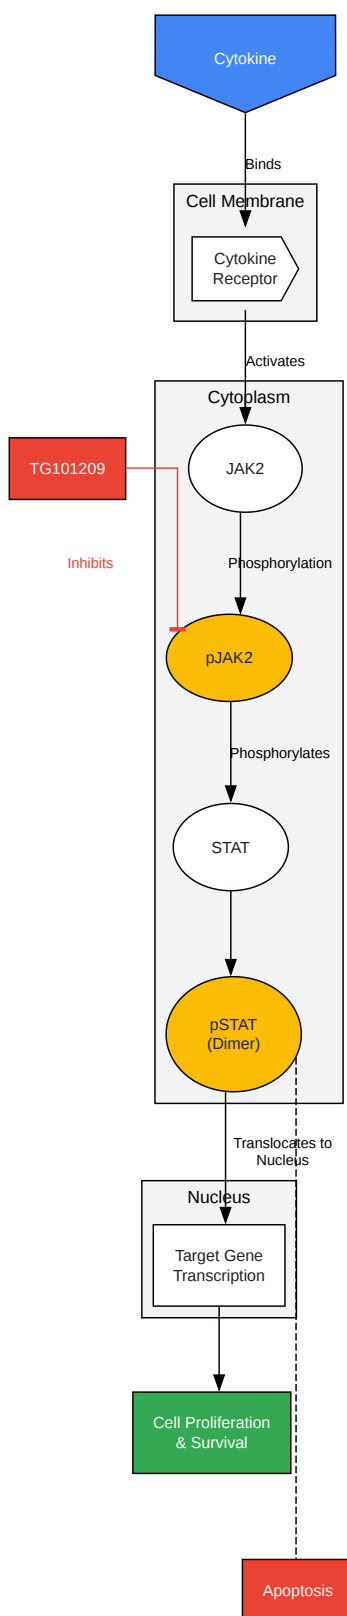 Cytokine
Binds
Cell Membrane
Cytokine
Receptor
Activates
Cytoplasm
TG101209
JAK2
Inhibits
Phosphorylation
pJAK2
Phosphorylates
STAT
pSTAT
(Dimer)
Translocates to
Nucleus
Nucleus
Target Gene
Transcription
Cell Proliferation
& Survival
Apoptosis